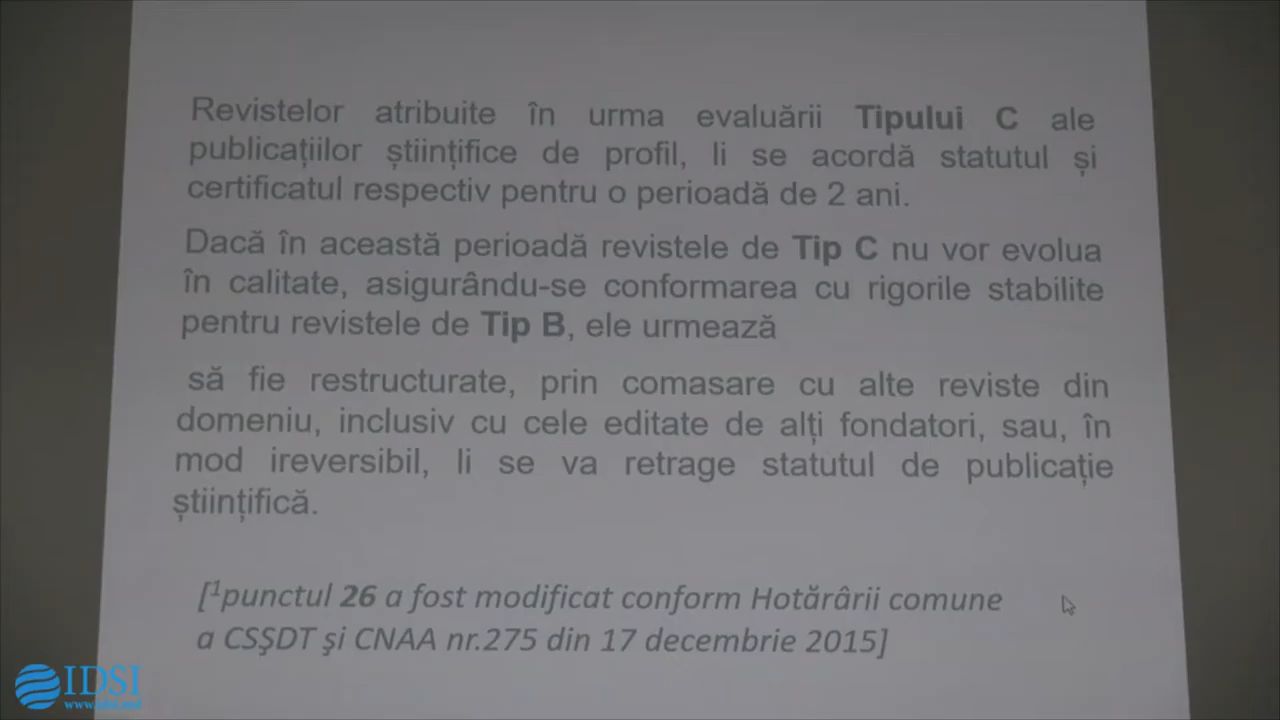 Revistelor atribuite în urma evaluării Tipului C ale
publicațiilor științifice de profil, li se acordă statutul și
certificatul respectiv pentru o perioadă de 2 ani.
Dacă în această perioadă revistele de Tip C nu vor evolua
în calitate, asigurându-se conformarea cu rigorile stabilite
pentru revistele de Tip B, ele urmează
să fie restructurate, prin comasare cu alte reviste din
domeniu, inclusiv cu cele editate de alți fondatori, sau, în
mod ireversibil, li se va retrage statutul de publicație
științifică.
[¹punctul 26 a fost modificat conform Hotărârii comune
a CSŞDT şi CNAA nr.275 din 17 decembrie 2015]
IDSI
www.idsi.md